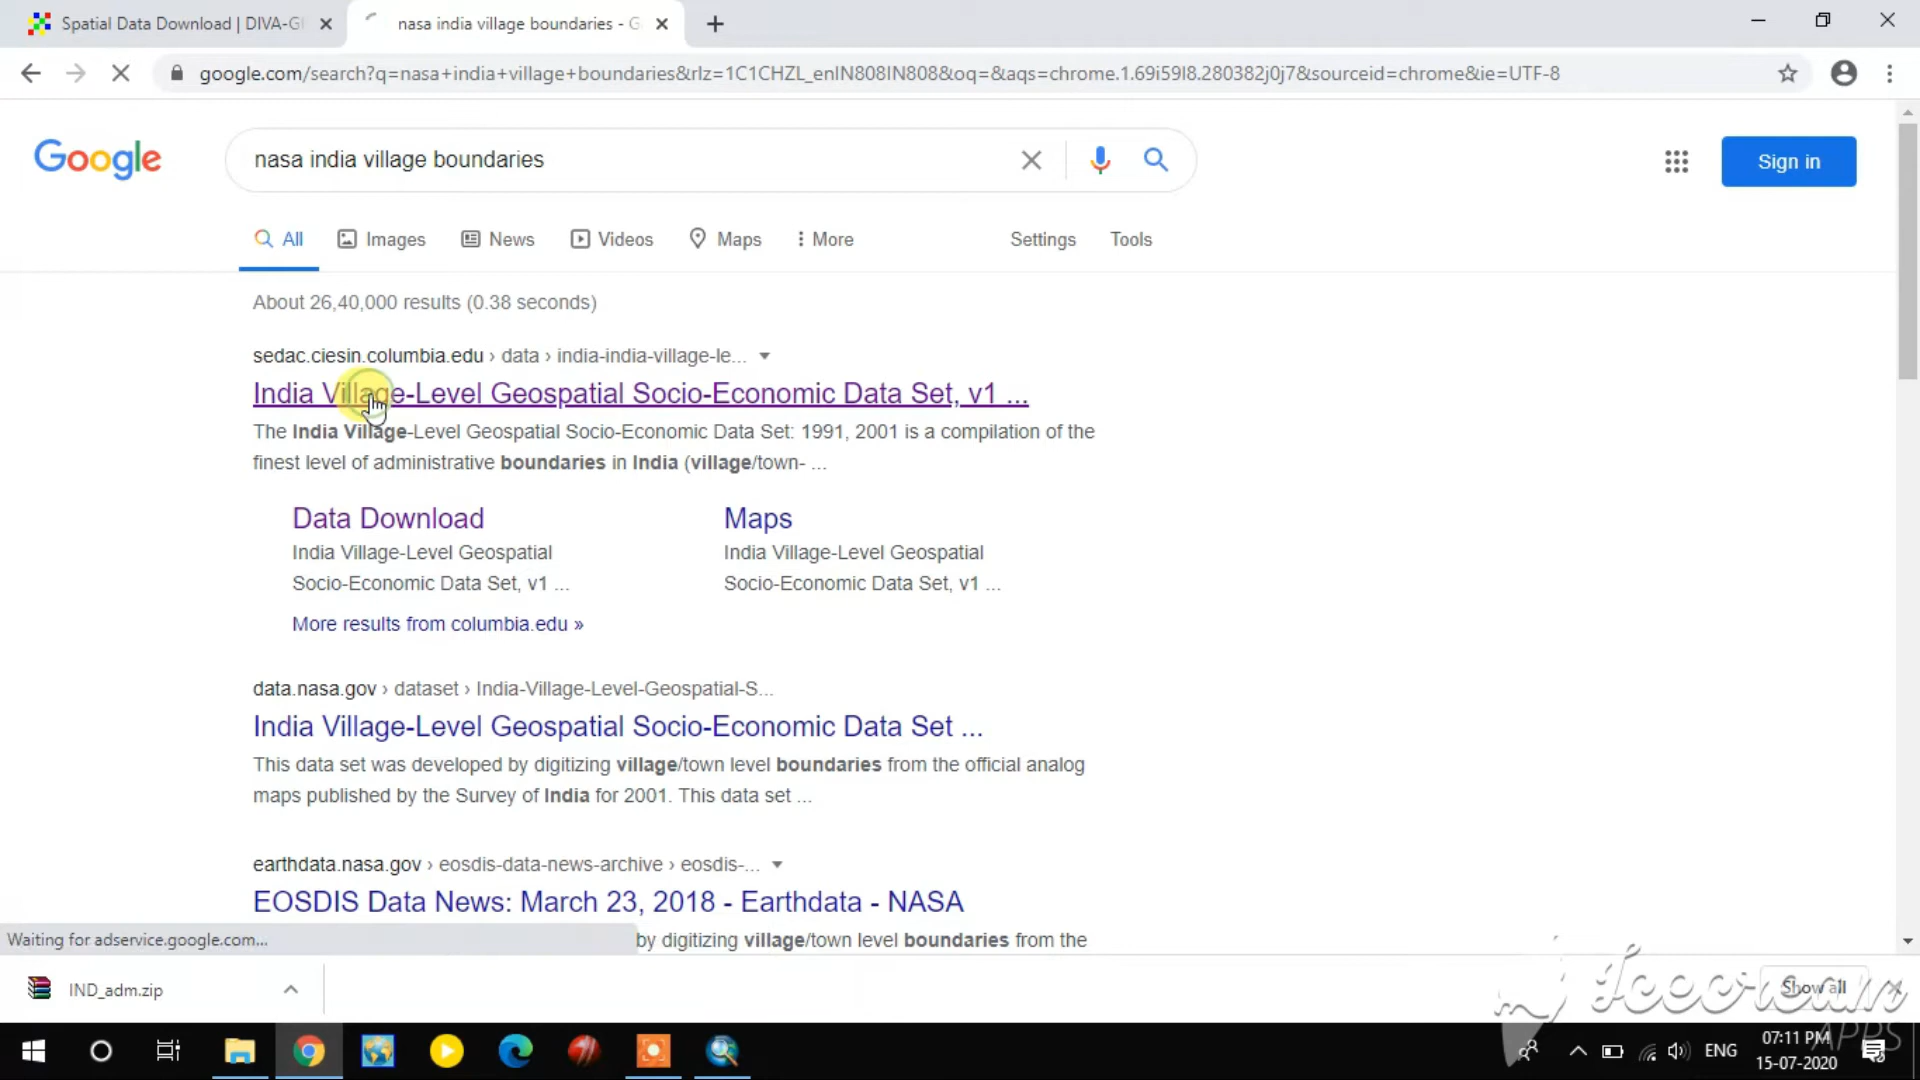 Spatial Data Download | DIVA-GI
nasa india village boundaries - G
google.com/search?q=nasa+india+village+boundaries&rlz=1C1CHZL_enIN808IN808&oq=&aqs=chrome.1.69i59l8.280382j0j7&sourceid=chrome&ie=UTF-8
Google
nasa india village boundaries
Sign in
All
Images
News
Videos
Maps
More
Settings
Tools
About 26,40,000 results (0.38 seconds)
sedac.ciesin.columbia.edu › data › india-india-village-le...
India Village-Level Geospatial Socio-Economic Data Set, v1 ...
The India Village-Level Geospatial Socio-Economic Data Set: 1991, 2001 is a compilation of the
finest level of administrative boundaries in India (village/town- ...
Data Download
India Village-Level Geospatial
Socio-Economic Data Set, v1 ...
Maps
India Village-Level Geospatial
Socio-Economic Data Set, v1 ...
More results from columbia.edu »
data.nasa.gov › dataset › India-Village-Level-Geospatial-S...
India Village-Level Geospatial Socio-Economic Data Set ...
This data set was developed by digitizing village/town level boundaries from the official analog
maps published by the Survey of India for 2001. This data set ...
earthdata.nasa.gov › eosdis-data-news-archive › eosdis-...
EOSDIS Data News: March 23, 2018 - Earthdata - NASA
by digitizing village/town level boundaries from the
Waiting for adservice.google.com...
IND_adm.zip
Show all
Icecream
APPS
ENG
07:11 PM
15-07-2020